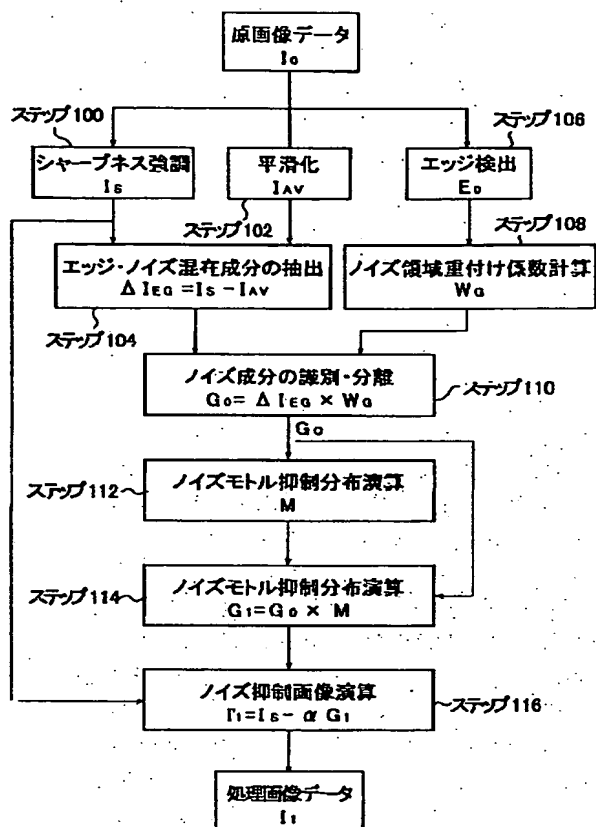 原画像データ
I₀
ステップ100
ステップ106
シャープネス強調
Is
平滑化
IAV
エッジ検出
E₀
ステップ102
ステップ108
エッジ・ノイズ混在成分の抽出
ΔIEG=Is-IAV
ノイズ領域重付け係数計算
WG
ステップ104
ノイズ成分の識別・分離
G₀=ΔIEG×WG
ステップ110
G₀
ステップ112
ノイズモトル抑制分布演算
M
ステップ114
ノイズモトル抑制分布演算
G₁=G₀×M
ノイズ抑制画像演算
I'₁=Is-αG₁
ステップ116
処理画像データ
I₁